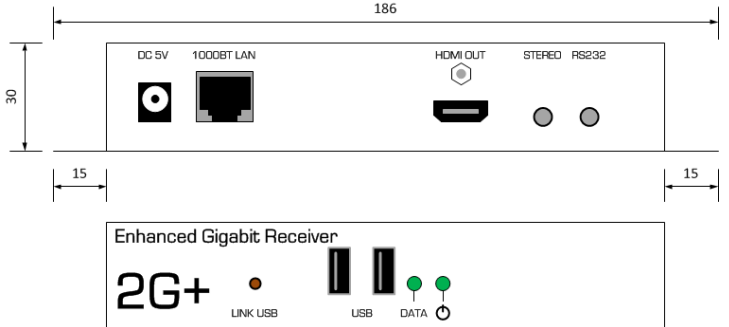 186
DC 5V 1000BT LAN HDMI OUT STEREO RS232
30
15 15
Enhanced Gigabit Receiver
2G+
LINK USB USB DATA